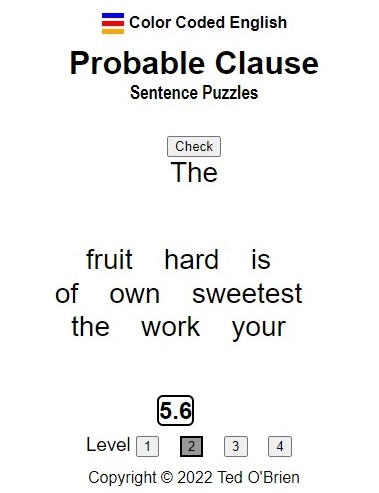 Color Coded English
Probable Clause
Sentence Puzzles
Check
The
fruit hard is
of own sweetest
the work your
5.6
Level 1 2 3 4
Copyright © 2022 Ted O'Brien